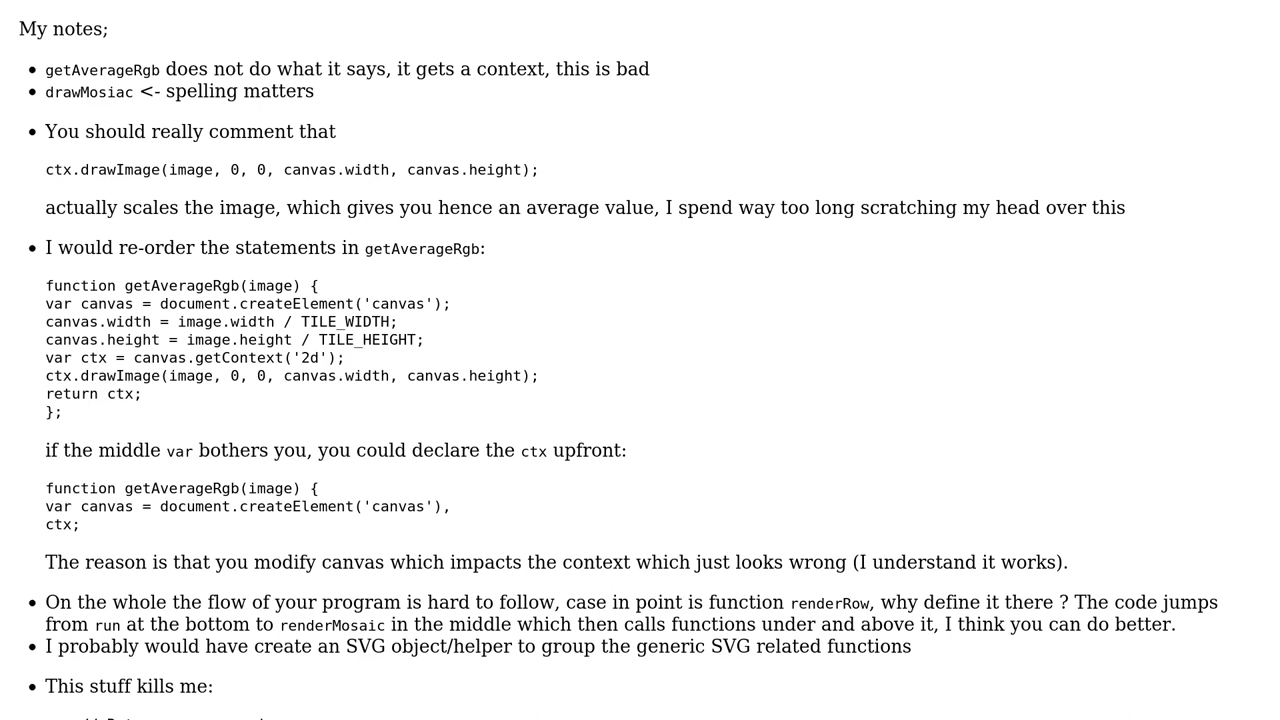 My notes;
getAverageRgb does not do what it says, it gets a context, this is bad
drawMosiac <- spelling matters
You should really comment that
ctx.drawImage(image, 0, 0, canvas.width, canvas.height);
actually scales the image, which gives you hence an average value, I spend way too long scratching my head over this
I would re-order the statements in getAverageRgb:
function getAverageRgb(image) {
var canvas = document.createElement('canvas');
canvas.width = image.width / TILE_WIDTH;
canvas.height = image.height / TILE_HEIGHT;
var ctx = canvas.getContext('2d');
ctx.drawImage(image, 0, 0, canvas.width, canvas.height);
return ctx;
};
if the middle var bothers you, you could declare the ctx upfront:
function getAverageRgb(image) {
var canvas = document.createElement('canvas'),
ctx;
The reason is that you modify canvas which impacts the context which just looks wrong (I understand it works).
On the whole the flow of your program is hard to follow, case in point is function renderRow, why define it there ? The code jumps
from run at the bottom to renderMosaic in the middle which then calls functions under and above it, I think you can do better.
I probably would have create an SVG object/helper to group the generic SVG related functions
This stuff kills me: